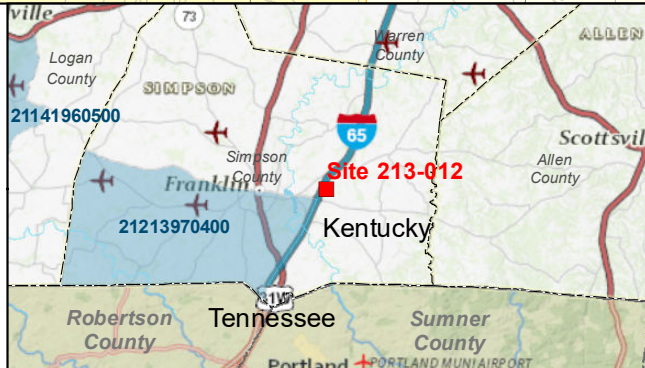 ville
73
Logan
County
SIMPSON
Warren
County
ALLEN
21141960500
65
Scottsvil
Simpson
County
Site 213-012
Allen
County
Franklin
21213970400
Kentucky
31W
Robertson
County
Tennessee
Sumner
County
Portland
PORTLAND MUNI AIRPORT